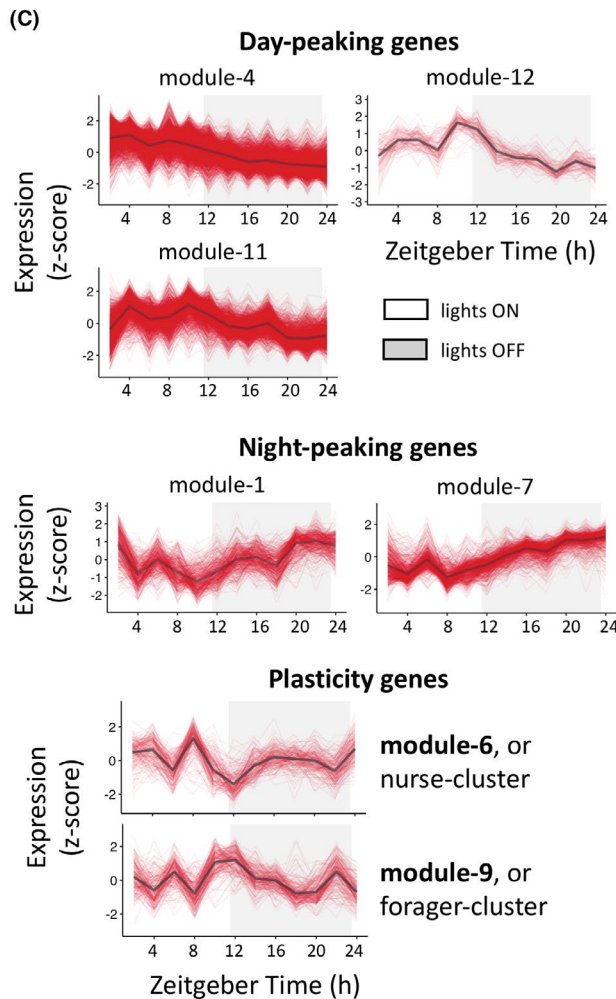 (C)
Day-peaking genes
module-4
module-12
2
0
-2
4 8 12 16 20 24
3
2
1
0
-1
-2
-3
4 8 12 16 20 24
Expression
(z-score)
module-11
2
0
-2
4 8 12 16 20 24
Zeitgeber Time (h)
lights ON
lights OFF
Night-peaking genes
module-1
module-7
Expression
(z-score)
3
2
1
0
-1
-2
4 8 12 16 20 24
2
1
0
-1
-2
4 8 12 16 20 24
Plasticity genes
Expression
(z-score)
2
0
-2
module-6, or
nurse-cluster
2
0
-2
4 8 12 16 20 24
module-9, or
forager-cluster
Zeitgeber Time (h)